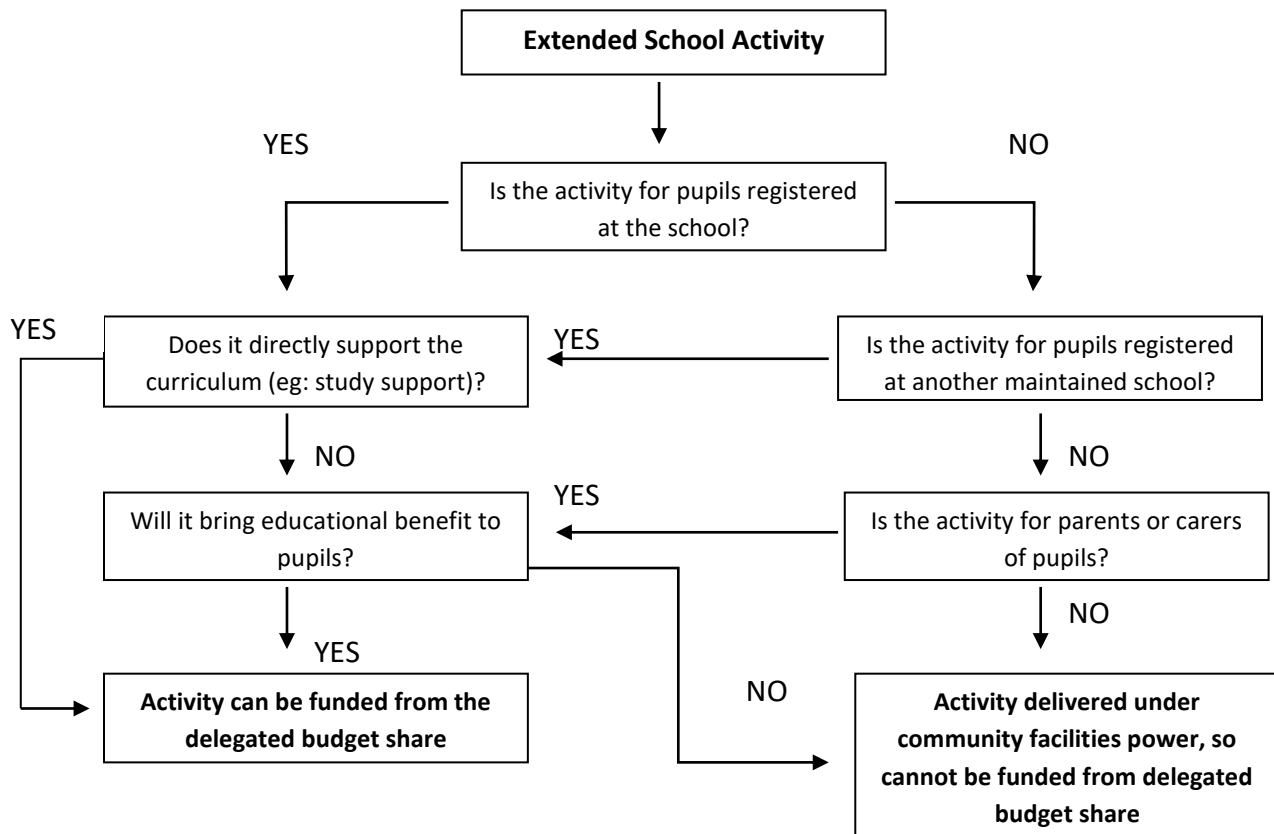 Extended School Activity
YES
NO
Is the activity for pupils registered
at the school?
YES
Does it directly support the
curriculum (eg: study support)?
YES
Is the activity for pupils registered
at another maintained school?
NO
NO
Will it bring educational benefit to
pupils?
YES
Is the activity for parents or carers
of pupils?
YES
NO
NO
Activity can be funded from the
delegated budget share
Activity delivered under
community facilities power, so
cannot be funded from delegated
budget share